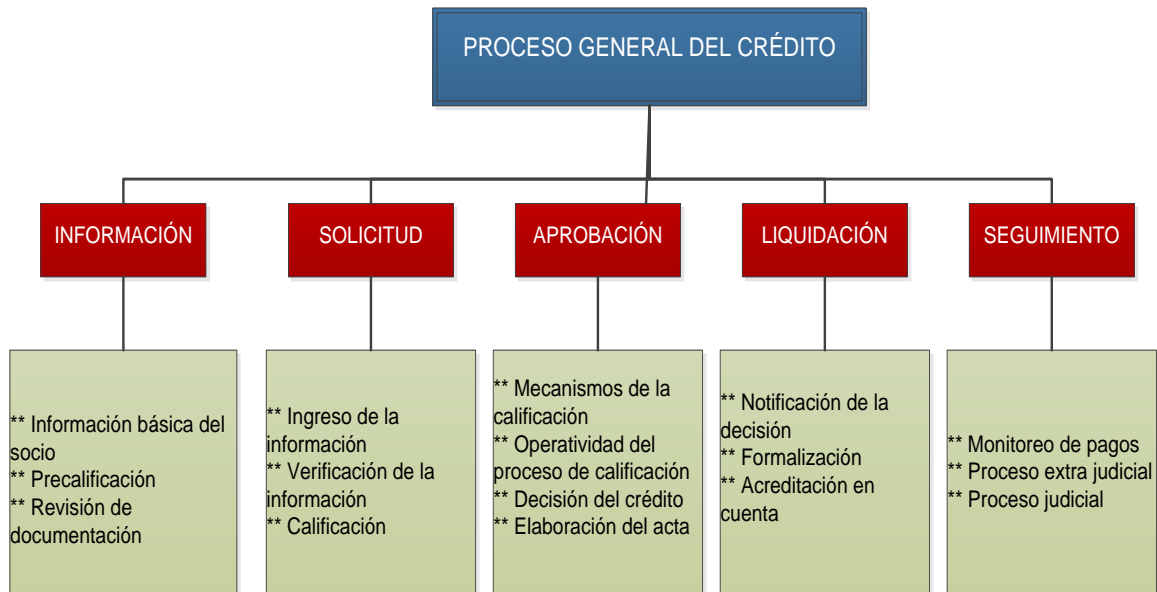 PROCESO GENERAL DEL CRÉDITO
INFORMACIÓN
SOLICITUD
APROBACIÓN
LIQUIDACIÓN
SEGUIMIENTO
** Información básica del
socio
** Precalificación
** Revisión de
documentación
** Ingreso de la
información
** Verificación de la
información
** Calificación
** Mecanismos de la
calificación
** Operatividad del
proceso de calificación
** Decisión del crédito
** Elaboración del acta
** Notificación de la
decisión
** Formalización
** Acreditación en
cuenta
** Monitoreo de pagos
** Proceso extra judicial
** Proceso judicial